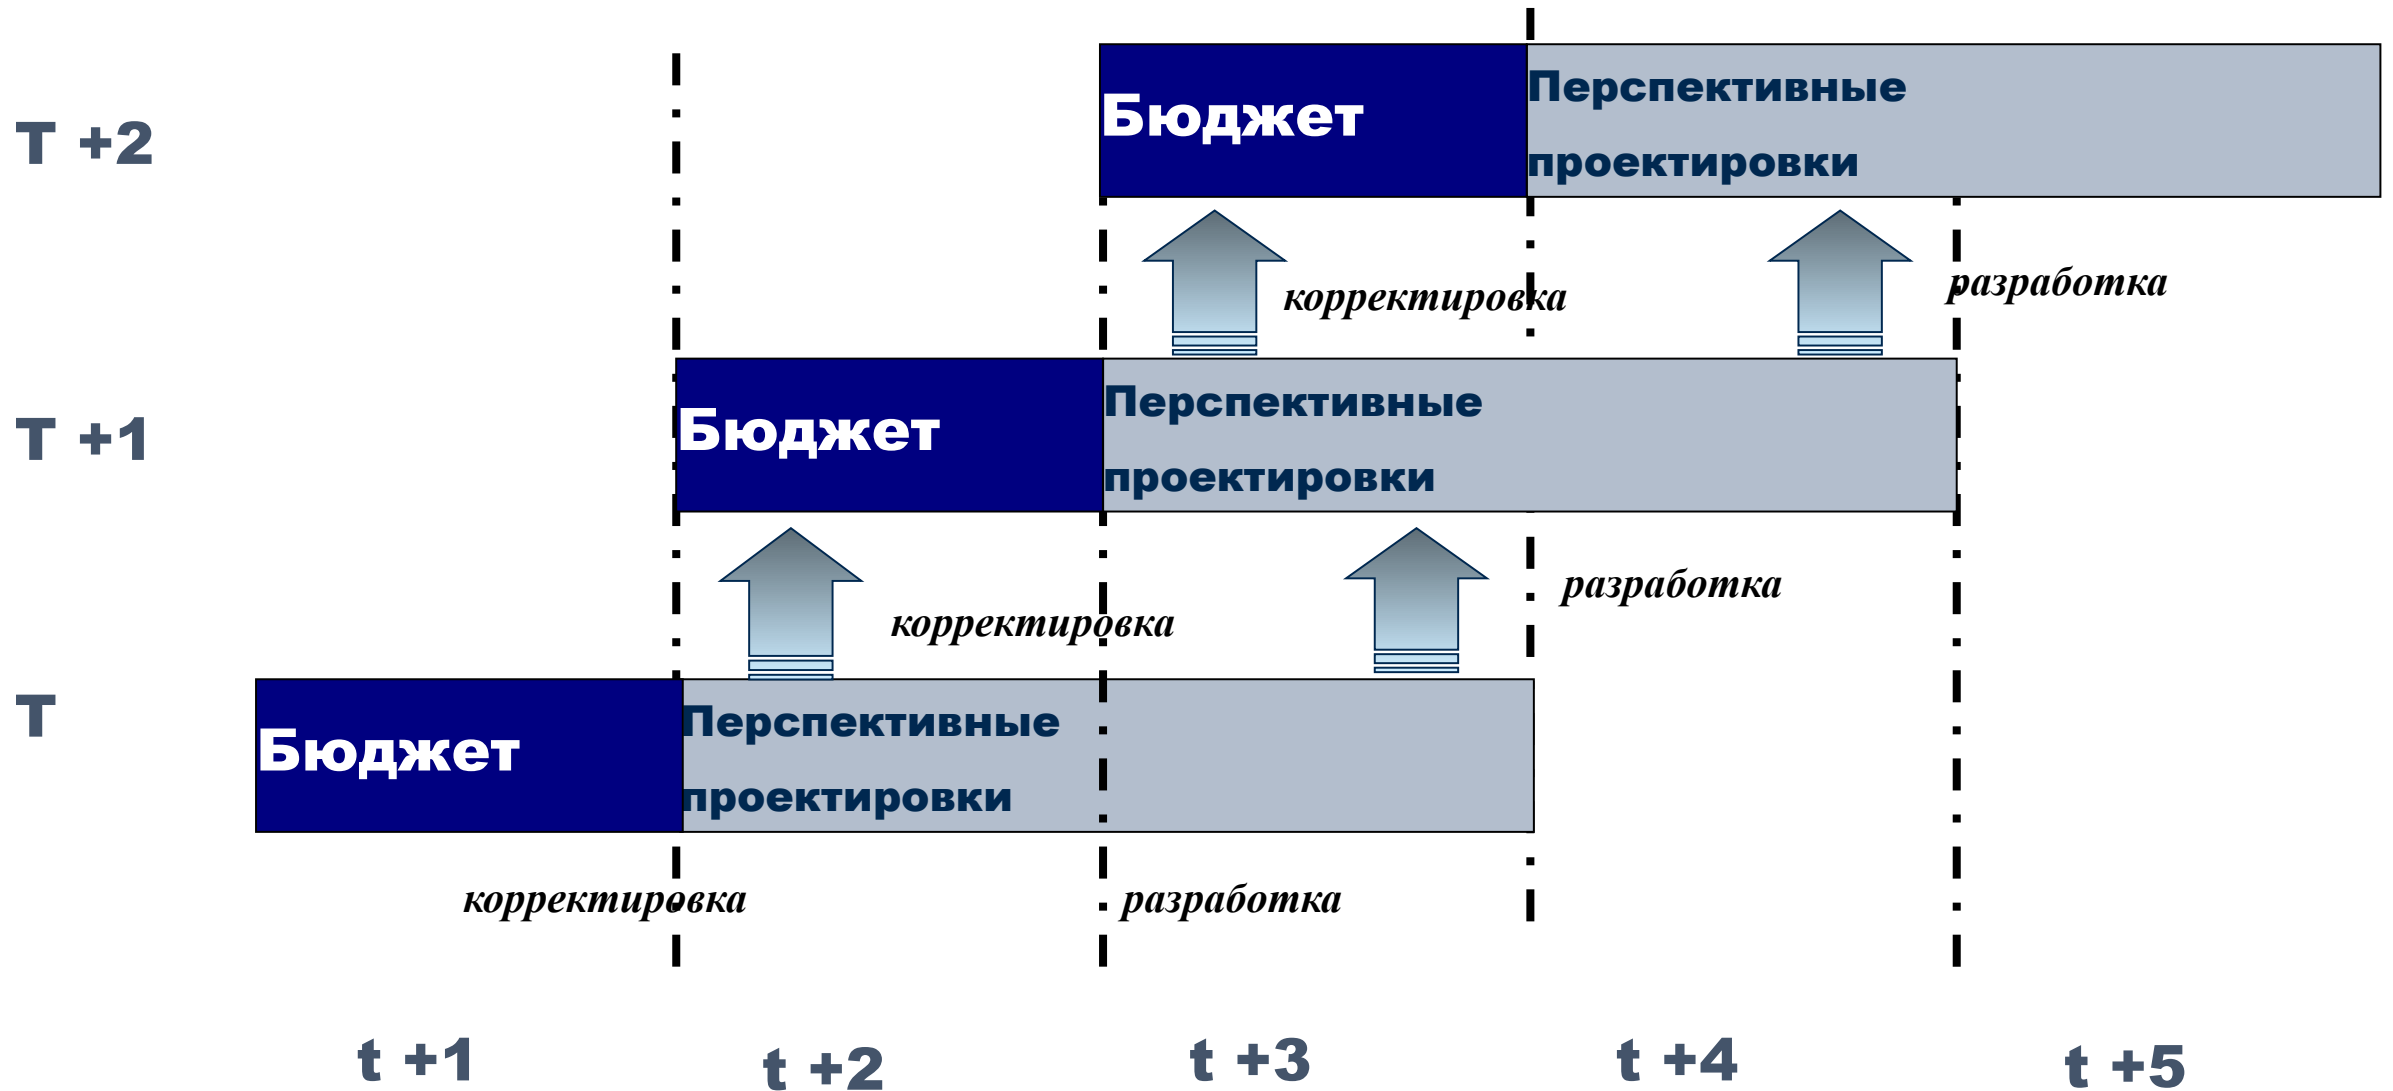 T +2
Бюджет
Перспективные
проектировки
корректировка
разработка
T +1
Бюджет
Перспективные
проектировки
корректировка
разработка
T
Бюджет
Перспективные
проектировки
корректировка
разработка
t +1
t +2
t +3
t +4
t +5